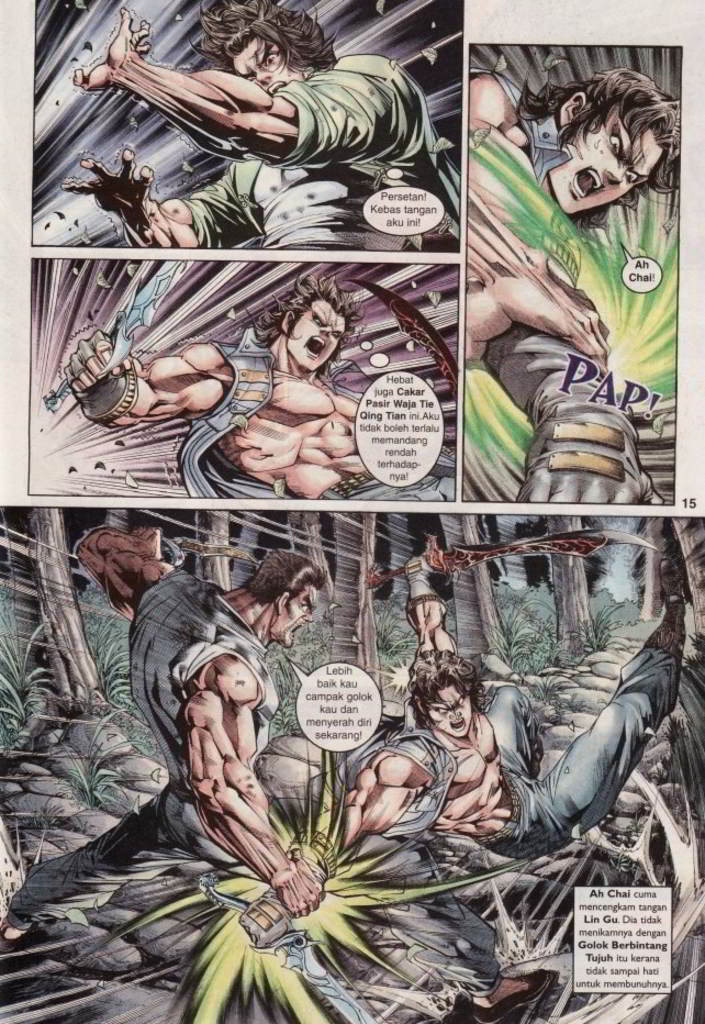 Persetan!
Kebas tangan
aku ini!
Ah
Chai!
PAP!
Hebat
juga Cakar
Pasir Waja Tie
Qing Tian ini.Aku
tidak boleh terlalu
memandang
rendah
terhadap-
nya!
15
Lebih
baik kau
campak golok
kau dan
menyerah diri
sekarang!
Ah Chai cuma
mencengkam tangan
Lin Gu. Dia tidak
menikamnya dengan
Golok Berbintang
Tujuh itu kerana
tidak sampai hati
untuk membunuhnya.